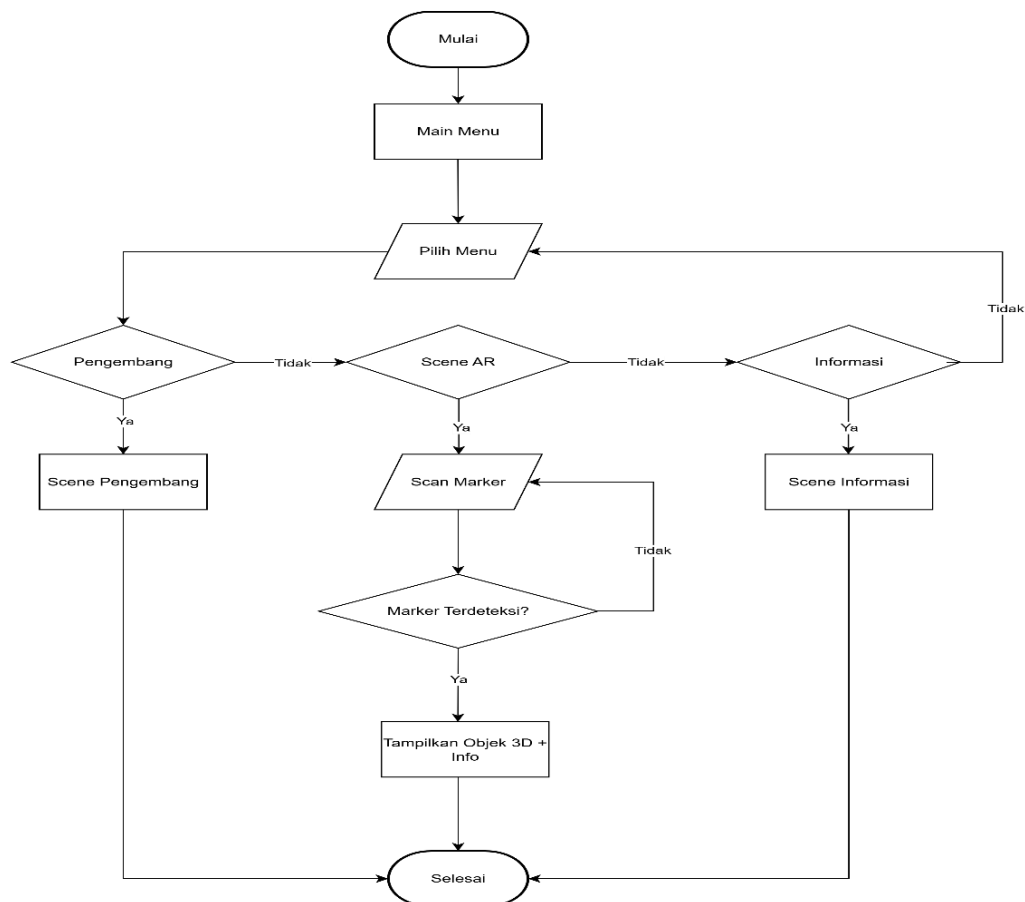 Mulai
Main Menu
Pilih Menu
Tidak
Pengembang
Tidak
Scene AR
Tidak
Informasi
Ya
Ya
Ya
Scene Pengembang
Scan Marker
Scene Informasi
Tidak
Marker Terdeteksi?
Ya
Tampilkan Objek 3D +
Info
Selesai